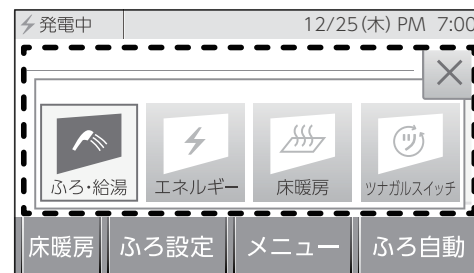 発電中 12/25(木) PM 7:00
ふろ・給湯 エネルギー 床暖房 ツナガルスイッチ
床暖房 ふろ設定 メニュー ふろ自動